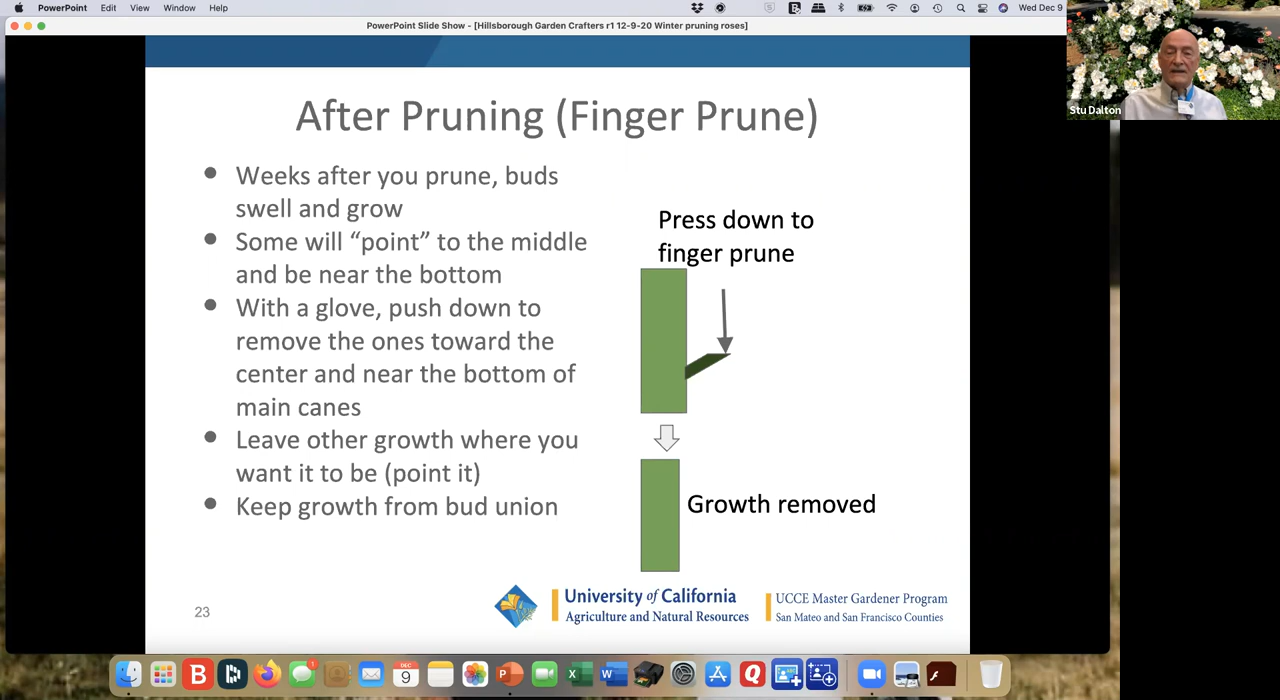 PowerPoint Edit View Window Help
Wed Dec 9
PowerPoint Slide Show - [Hillsborough Garden Crafters r1 12-9-20 Winter pruning roses]
Stu Dalton
After Pruning (Finger Prune)
• Weeks after you prune, buds
swell and grow
• Some will “point” to the middle
and be near the bottom
• With a glove, push down to
remove the ones toward the
center and near the bottom of
main canes
• Leave other growth where you
want it to be (point it)
• Keep growth from bud union
Press down to
finger prune
Growth removed
23
University of California
Agriculture and Natural Resources
UCCE Master Gardener Program
San Mateo and San Francisco Counties
DEC
9